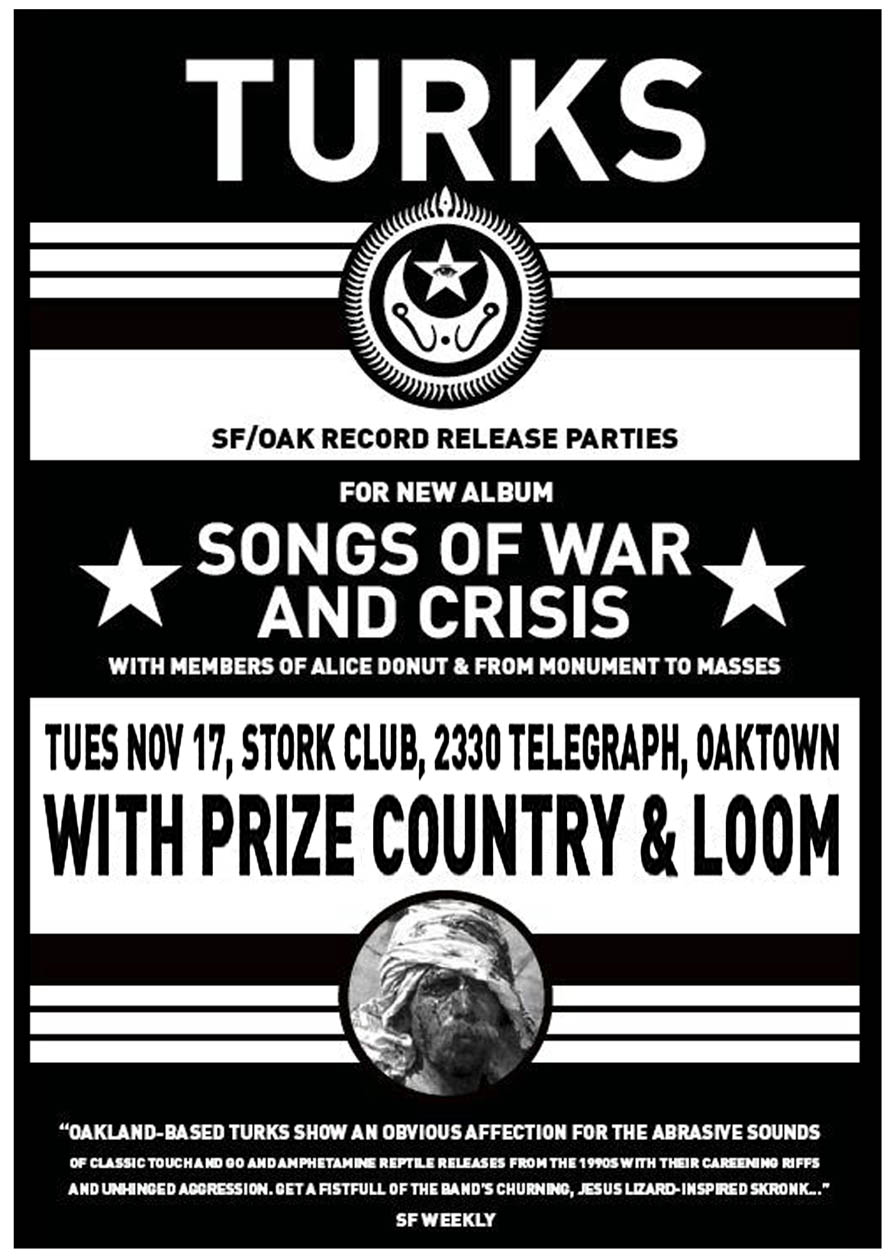 TURKS
SF/OAK RECORD RELEASE PARTIES
FOR NEW ALBUM
SONGS OF WAR
AND CRISIS
WITH MEMBERS OF ALICE DONUT & FROM MONUMENT TO MASSES
TUES NOV 17, STORK CLUB, 2330 TELEGRAPH, OAKTOWN
WITH PRIZE COUNTRY & LOOM
“OAKLAND-BASED TURKS SHOW AN OBVIOUS AFFECTION FOR THE ABRASIVE SOUNDS
OF CLASSIC TOUCH AND GO AND AMPHETAMINE REPTILE RELEASES FROM THE 1990S WITH THEIR CAREENING RIFFS
AND UNHINGED AGGRESSION. GET A FISTFULL OF THE BAND'S CHURNING, JESUS LIZARD-INSPIRED SKRONK...”
SF WEEKLY